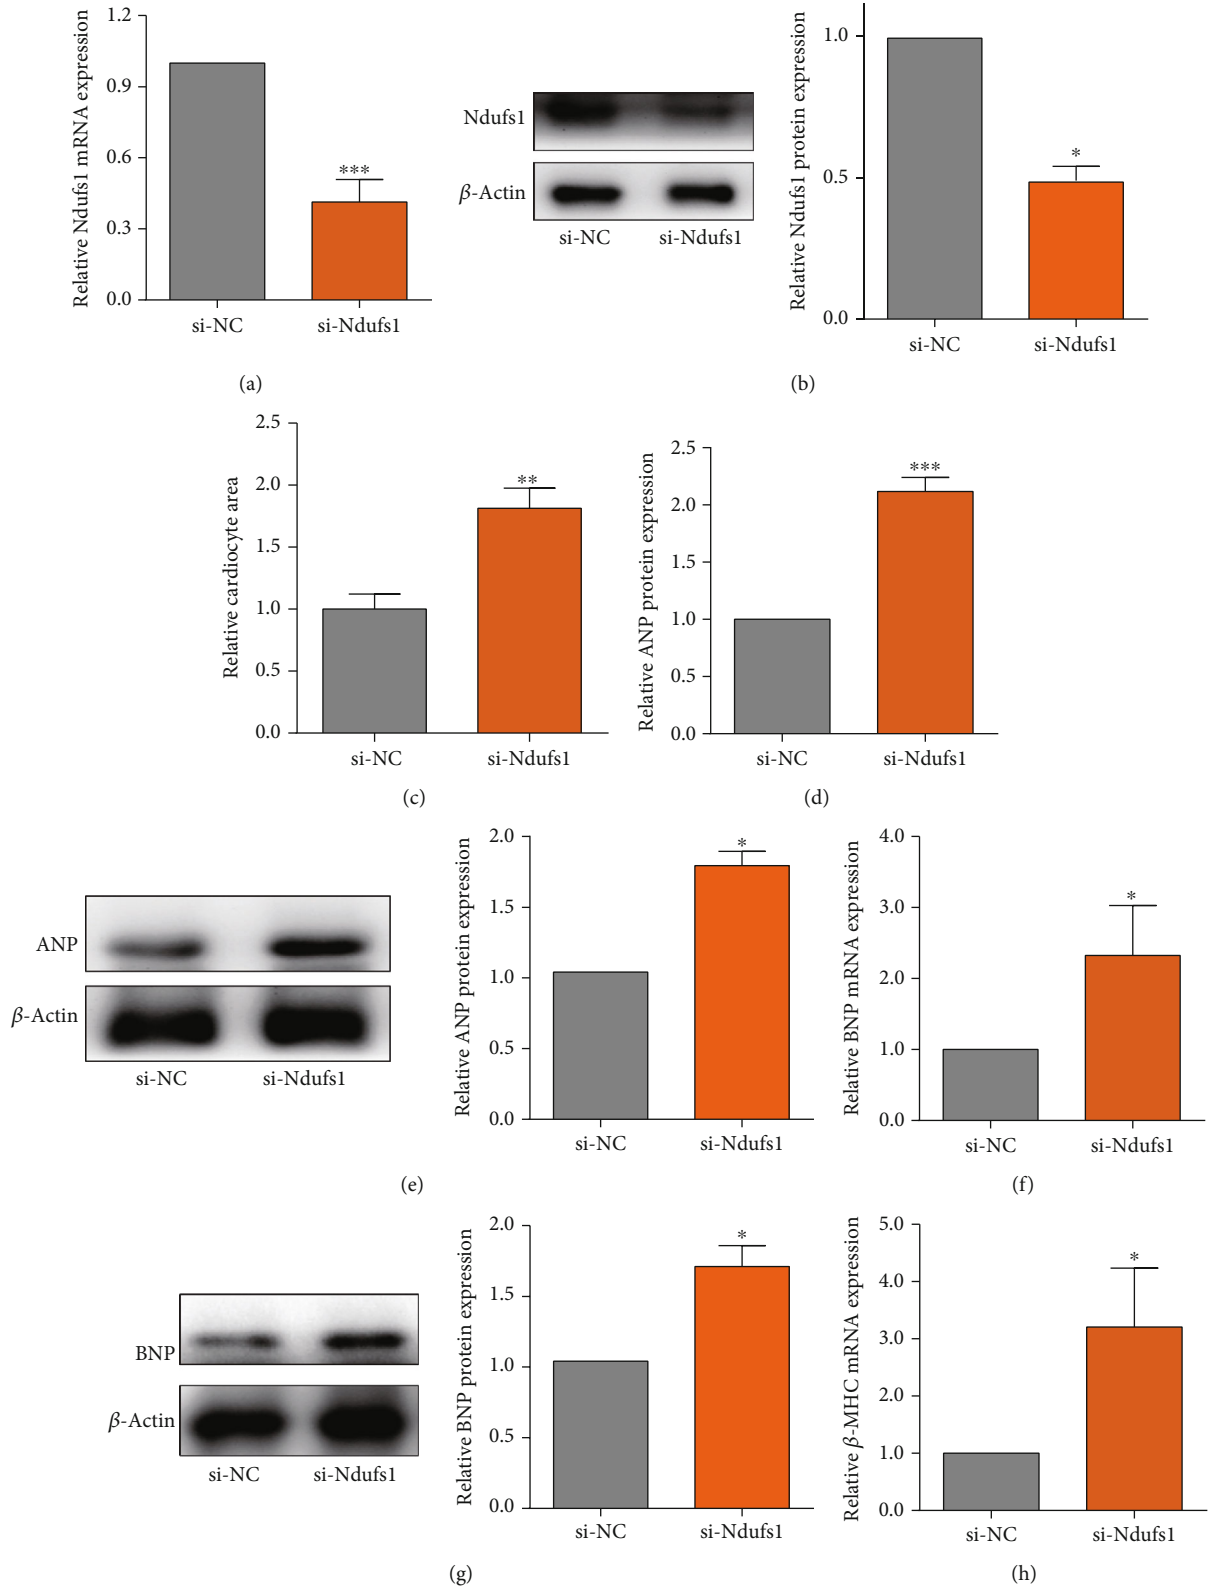 Relative Ndufs1 mRNA expression
1.2
0.9
0.6
0.3
0.0
***
si-NC
si-Ndufs1
(a)
Ndufs1
β-Actin
si-NC
si-Ndufs1
Relative Ndufs1 protein expression
1.0
0.5
0.0
*
si-NC
si-Ndufs1
(b)
Relative cardiocyte area
2.5
2.0
1.5
1.0
0.5
0.0
**
si-NC
si-Ndufs1
(c)
Relative ANP protein expression
2.5
2.0
2.5
1.0
0.5
0.0
***
si-NC
si-Ndufs1
(d)
ANP
β-Actin
si-NC
si-Ndufs1
Relative ANP protein expression
2.0
1.5
1.0
0.5
0.0
*
si-NC
si-Ndufs1
(e)
Relative BNP mRNA expression
4.0
3.0
2.0
1.0
0.0
*
si-NC
si-Ndufs1
(f)
BNP
β-Actin
si-NC
si-Ndufs1
Relative BNP protein expression
2.0
1.5
1.0
0.5
0.0
*
si-NC
si-Ndufs1
(g)
Relative β-MHC mRNA expression
5.0
4.0
3.0
2.0
1.0
0.0
*
si-NC
si-Ndufs1
(h)